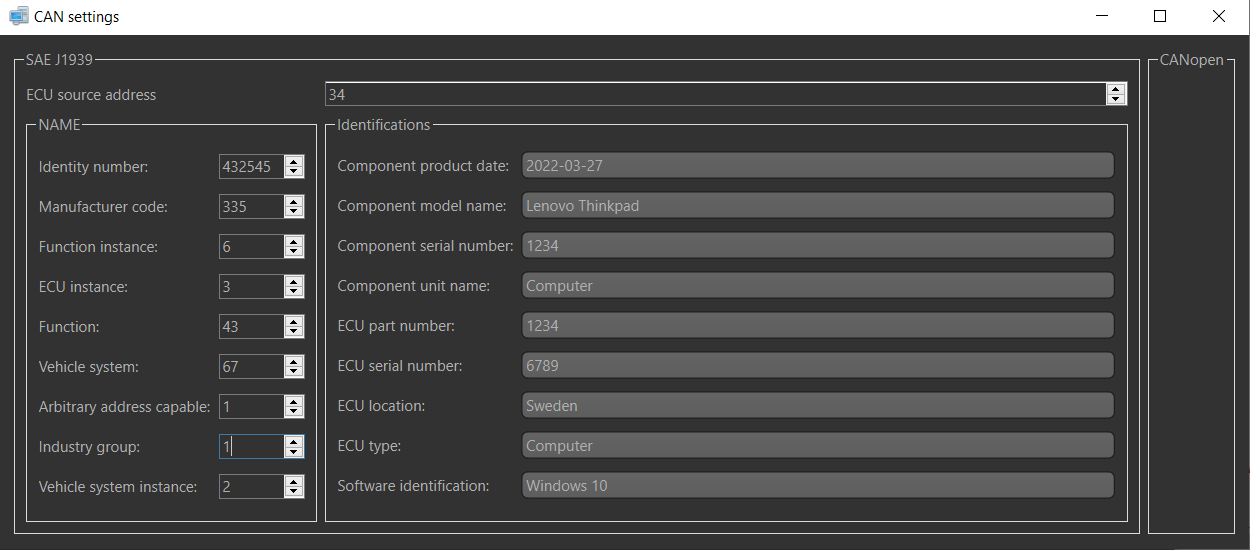 CAN settings
SAE J1939
CANopen
ECU source address 34
NAME
Identity number: 432545
Manufacturer code: 335
Function instance: 6
ECU instance: 3
Function: 43
Vehicle system: 67
Arbitrary address capable: 1
Industry group: 1
Vehicle system instance: 2
Identifications
Component product date: 2022-03-27
Component model name: Lenovo Thinkpad
Component serial number: 1234
Component unit name: Computer
ECU part number: 1234
ECU serial number: 6789
ECU location: Sweden
ECU type: Computer
Software identification: Windows 10